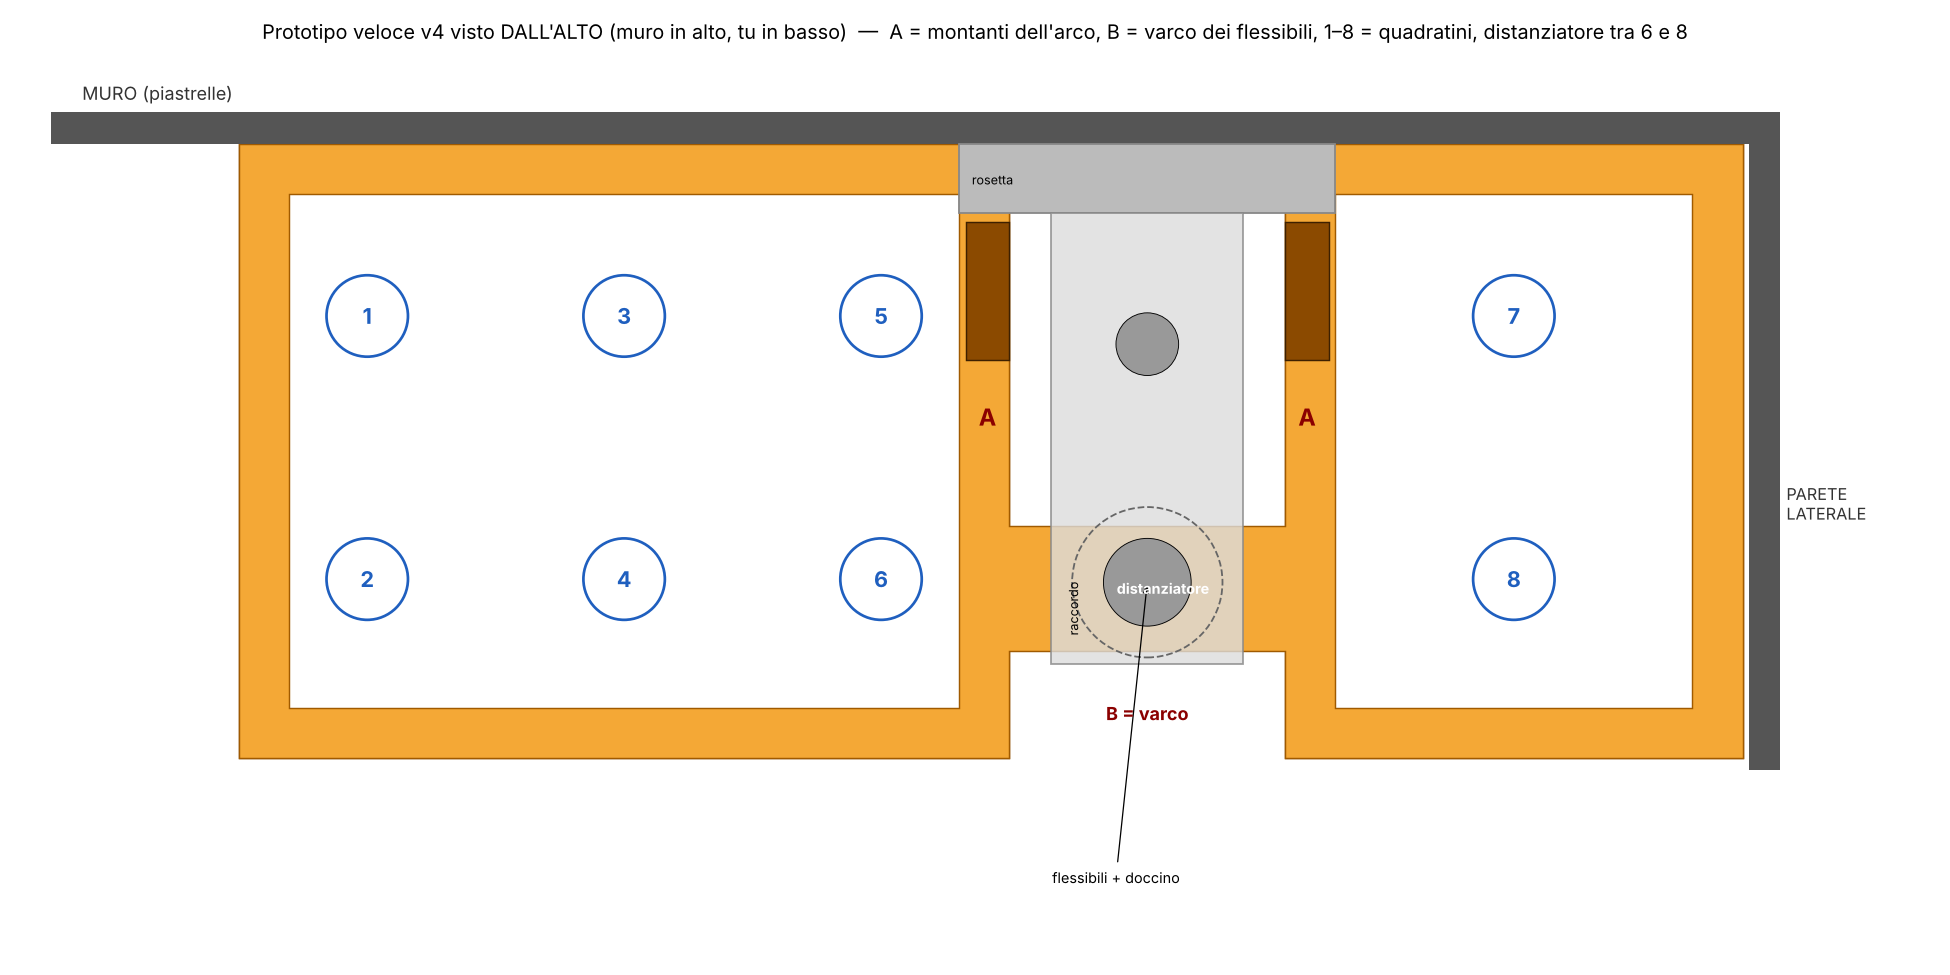 Prototipo veloce v4 visto DALL'ALTO (muro in alto, tu in basso) — A = montanti dell'arco, B = varco dei flessibili, 1–8 = quadratini, distanziatore tra 6 e 8
MURO (piastrelle)
rosetta
1
3
5
7
A
A
PARETE
LATERALE
2
4
6
raccordo
distanziatore
8
B = varco
flessibili + doccino